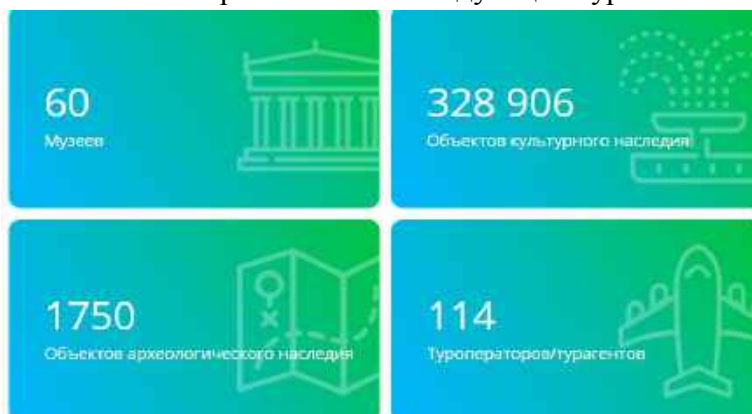 60
Музеев
328 906
Объектов культурного наследия
1750
Объектов археологического наследия
114
Туроператоров/турагентов